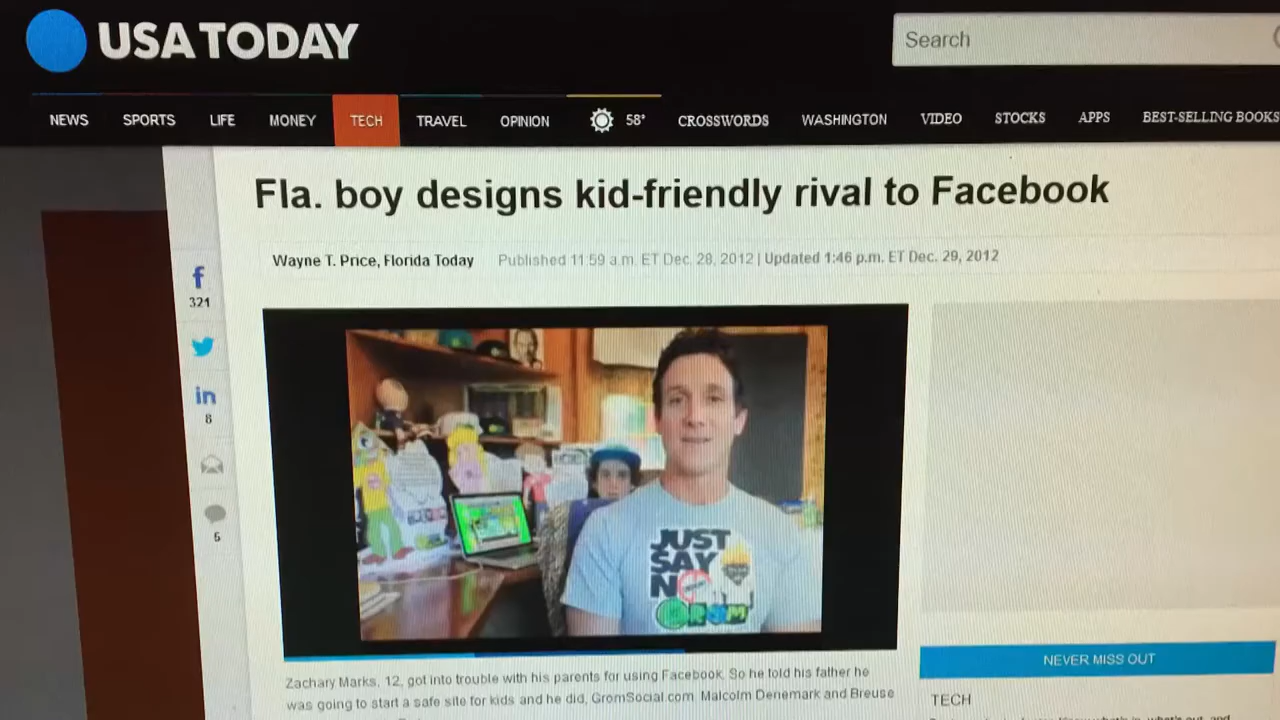 USA TODAY
Search
NEWS SPORTS LIFE MONEY TECH TRAVEL OPINION 58° CROSSWORDS WASHINGTON VIDEO STOCKS APPS BEST-SELLING BOOKS
Fla. boy designs kid-friendly rival to Facebook
Wayne T. Price, Florida Today Published 11:59 a.m. ET Dec. 28, 2012 | Updated 1:46 p.m. ET Dec. 29, 2012
f
321
in
8
5
JUST
SAY
N
GROM
Zachary Marks, 12, got into trouble with his parents for using Facebook. So he told his father he
was going to start a safe site for kids and he did, GromSocial.com. Malcolm Denemark and Breuse
NEVER MISS OUT
TECH